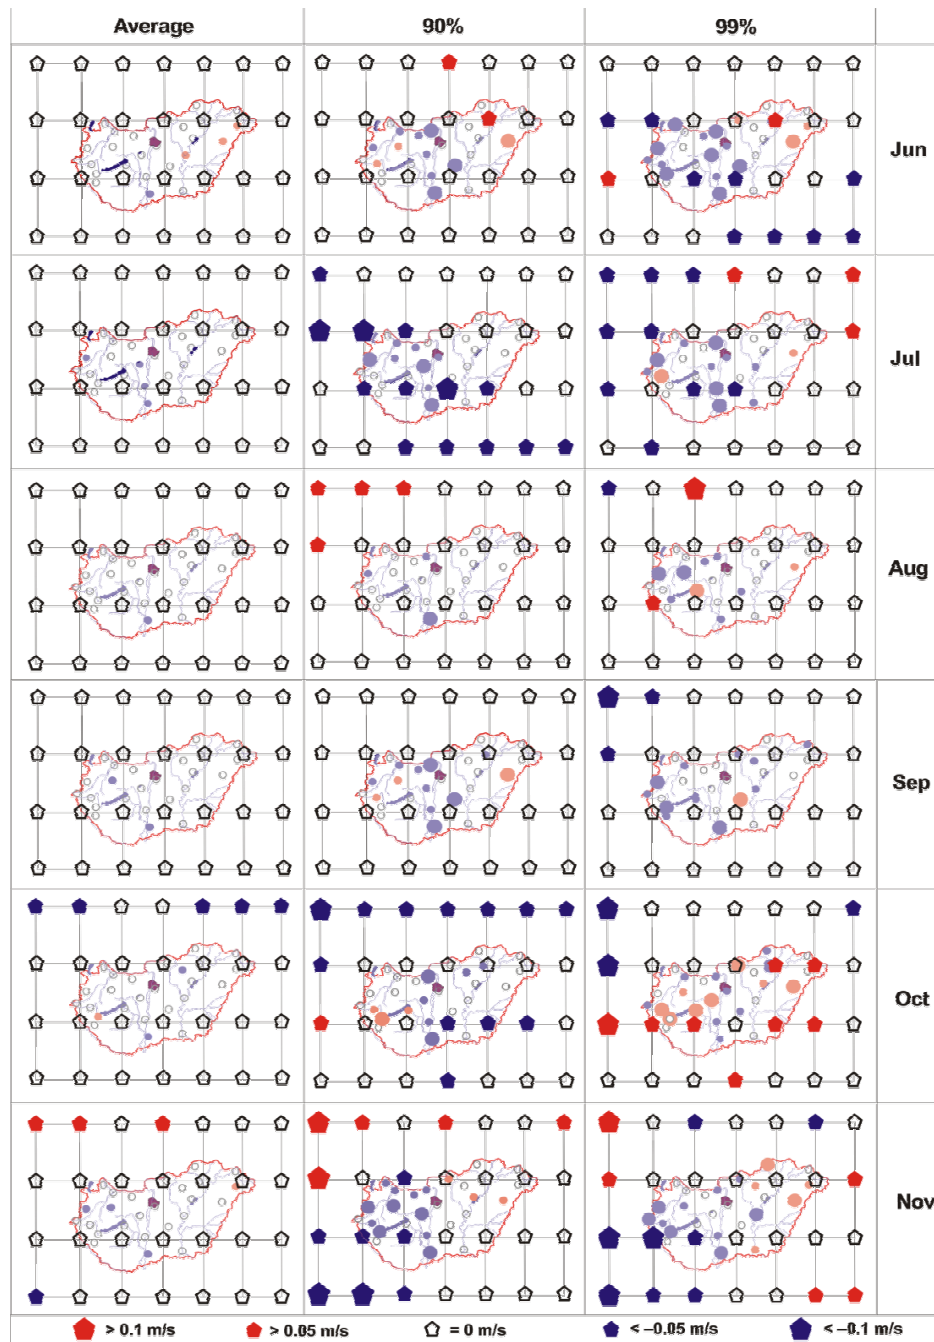 Average 90% 99%
Jun
Jul
Aug
Sep
Oct
Nov
> 0.1 m/s > 0.05 m/s = 0 m/s < –0.05 m/s < –0.1 m/s